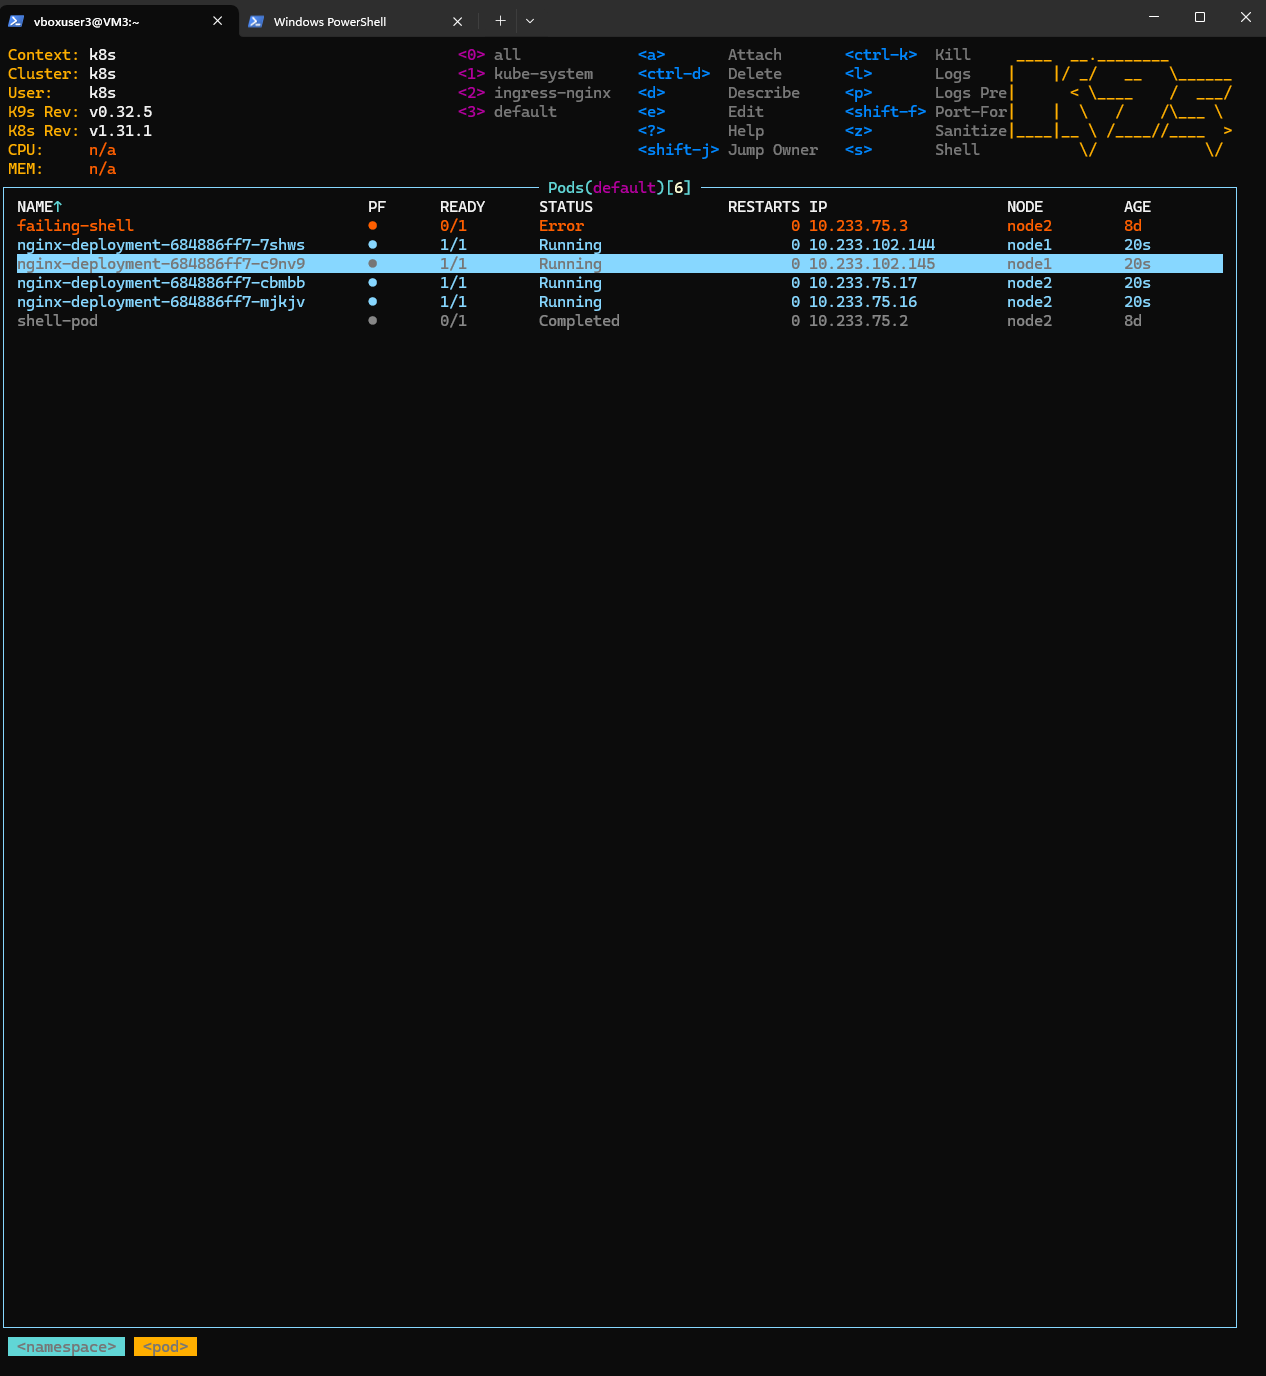 vboxuser3@VM3:~ Windows PowerShell
Context: k8s <0> all <a> Attach <ctrl-k> Kill
Cluster: k8s <1> kube-system <ctrl-d> Delete <l> Logs
User: k8s <2> ingress-nginx <d> Describe <p> Logs Pre
K9s Rev: v0.32.5 <3> default <e> Edit <shift-f> Port-For
K8s Rev: v1.31.1 <?> Help <z> Sanitize
CPU: n/a <shift-j> Jump Owner <s> Shell
MEM: n/a
Pods(default)[6]
NAME↑ PF READY STATUS RESTARTS IP NODE AGE
failing-shell ● 0/1 Error 0 10.233.75.3 node2 8d
nginx-deployment-684886ff7-7shws ● 1/1 Running 0 10.233.102.144 node1 20s
nginx-deployment-684886ff7-c9nv9 ● 1/1 Running 0 10.233.102.145 node1 20s
nginx-deployment-684886ff7-cbmbb ● 1/1 Running 0 10.233.75.17 node2 20s
nginx-deployment-684886ff7-mjkjv ● 1/1 Running 0 10.233.75.16 node2 20s
shell-pod ● 0/1 Completed 0 10.233.75.2 node2 8d
<namespace> <pod>